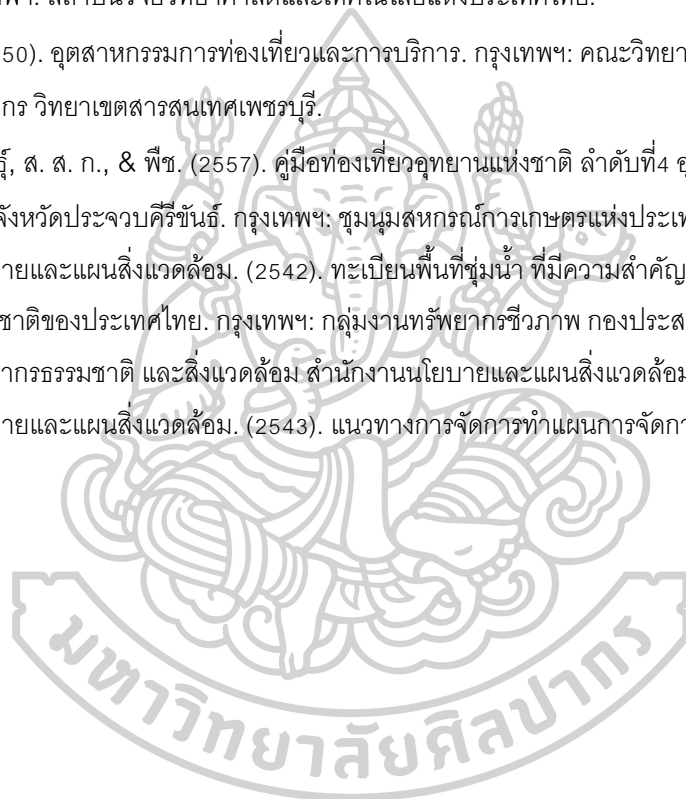 สถาบันวิจัยวิทยาศาสตร์และเทคโนโลยีแห่งประเทศไทย.
50). อุตสาหกรรมการท่องเที่ยวและการบริการ. กรุงเทพฯ: คณะวิทยา
กร วิทยาเขตสารสนเทศเพชรบุรี.
ธุ์, ส. ส. ก., & พืช. (2557). คู่มือท่องเที่ยวอุทยานแห่งชาติ ลำดับที่4 อุ
จังหวัดประจวบคีรีขันธ์. กรุงเทพฯ: ชุมนุมสหกรณ์การเกษตรแห่งประเท
ายและแผนสิ่งแวดล้อม. (2542). ทะเบียนพื้นที่ชุ่มน้ำ ที่มีความสำคัญ
ชาติของประเทศไทย. กรุงเทพฯ: กลุ่มงานทรัพยากรชีวภาพ กองประส
ากรธรรมชาติ และสิ่งแวดล้อม สำนักงานนโยบายและแผนสิ่งแวดล้อม
ายและแผนสิ่งแวดล้อม. (2543). แนวทางการจัดการทำแผนการจัดกา
มหาวิทยาลัยศิลปากร